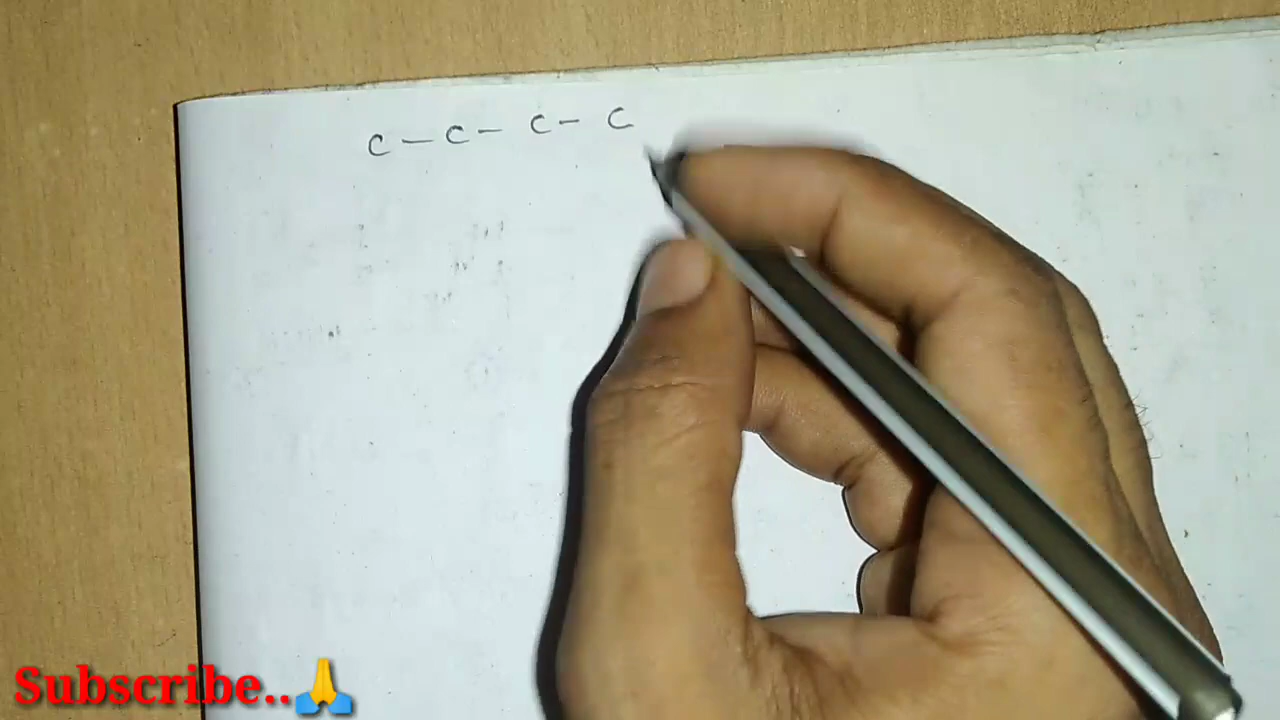 c - c - c - c
Subscribe..🙏